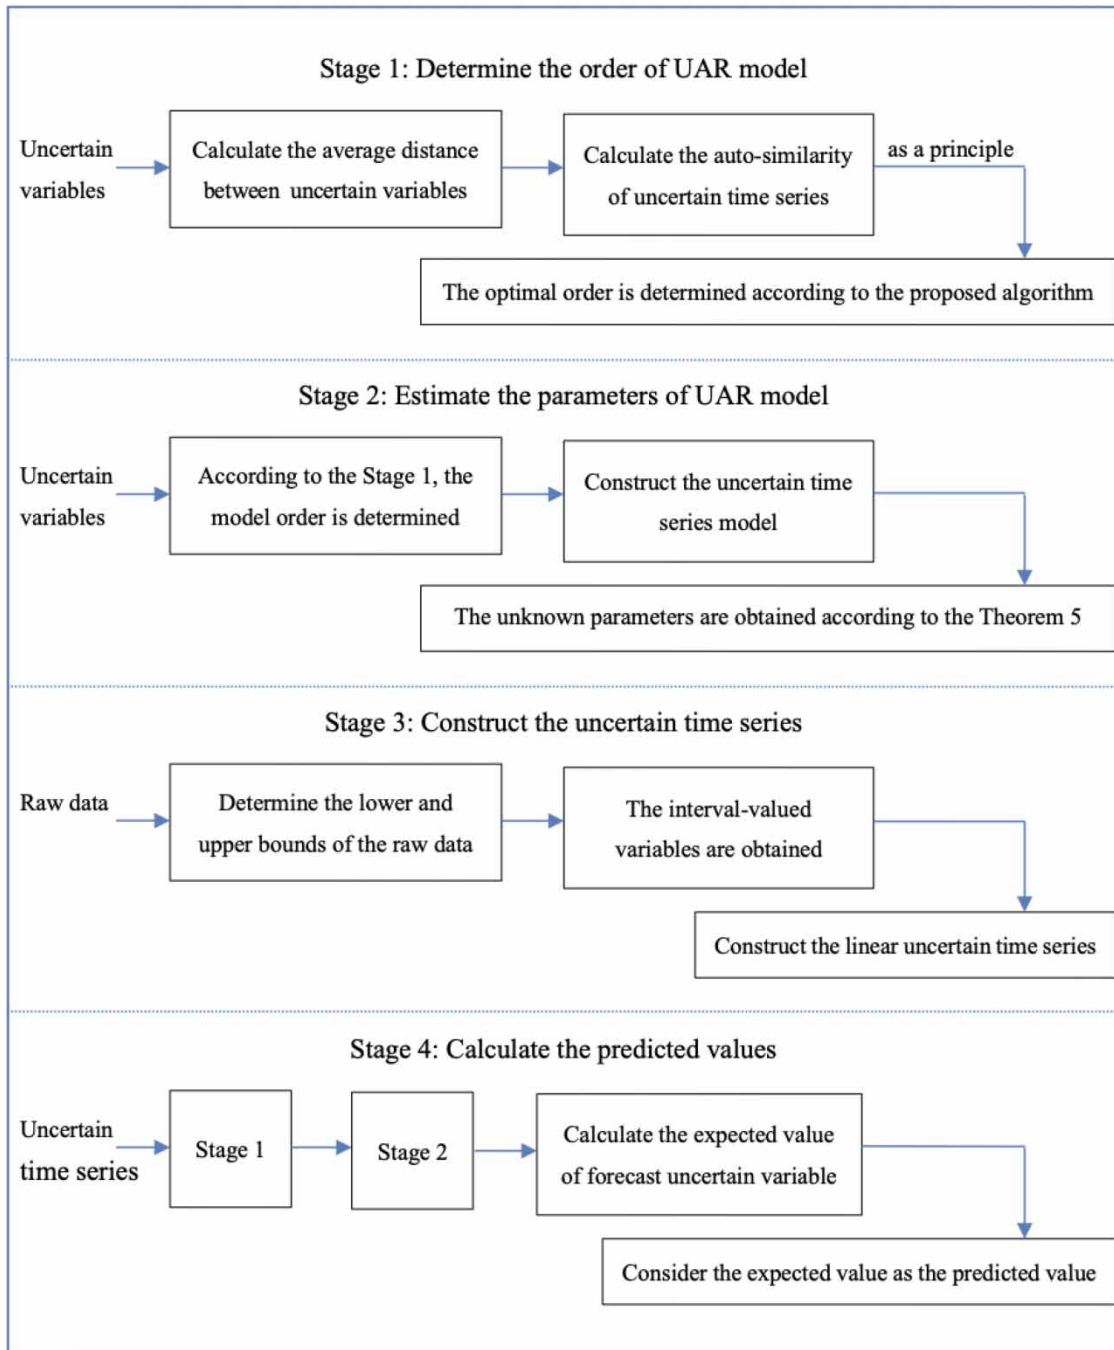 Stage 1: Determine the order of UAR model
Uncertain
variables
Calculate the average distance
between uncertain variables
Calculate the auto-similarity
of uncertain time series
as a principle
The optimal order is determined according to the proposed algorithm
Stage 2: Estimate the parameters of UAR model
Uncertain
variables
According to the Stage 1, the
model order is determined
Construct the uncertain time
series model
The unknown parameters are obtained according to the Theorem 5
Stage 3: Construct the uncertain time series
Raw data
Determine the lower and
upper bounds of the raw data
The interval-valued
variables are obtained
Construct the linear uncertain time series
Stage 4: Calculate the predicted values
Uncertain
time series
Stage 1
Stage 2
Calculate the expected value
of forecast uncertain variable
Consider the expected value as the predicted value